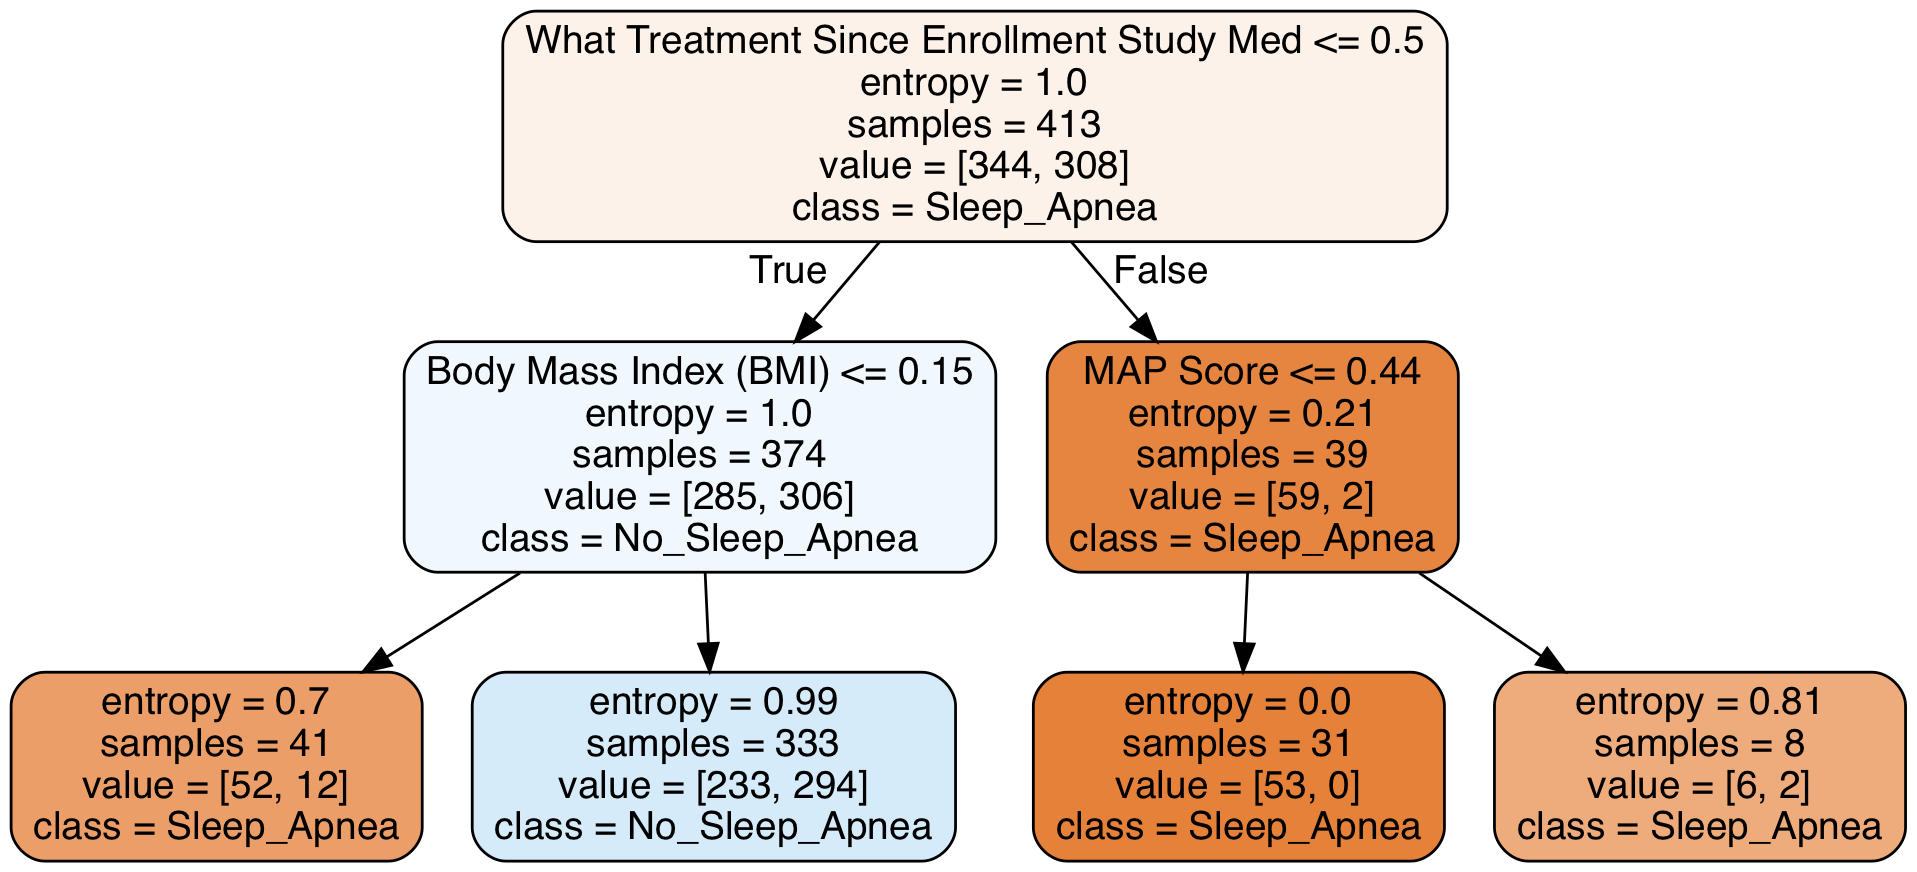 What Treatment Since Enrollment Study Med <= 0.5
entropy = 1.0
samples = 413
value = [344, 308]
class = Sleep_Apnea
True
False
Body Mass Index (BMI) <= 0.15
entropy = 1.0
samples = 374
value = [285, 306]
class = No_Sleep_Apnea
MAP Score <= 0.44
entropy = 0.21
samples = 39
value = [59, 2]
class = Sleep_Apnea
entropy = 0.7
samples = 41
value = [52, 12]
class = Sleep_Apnea
entropy = 0.99
samples = 333
value = [233, 294]
class = No_Sleep_Apnea
entropy = 0.0
samples = 31
value = [53, 0]
class = Sleep_Apnea
entropy = 0.81
samples = 8
value = [6, 2]
class = Sleep_Apnea